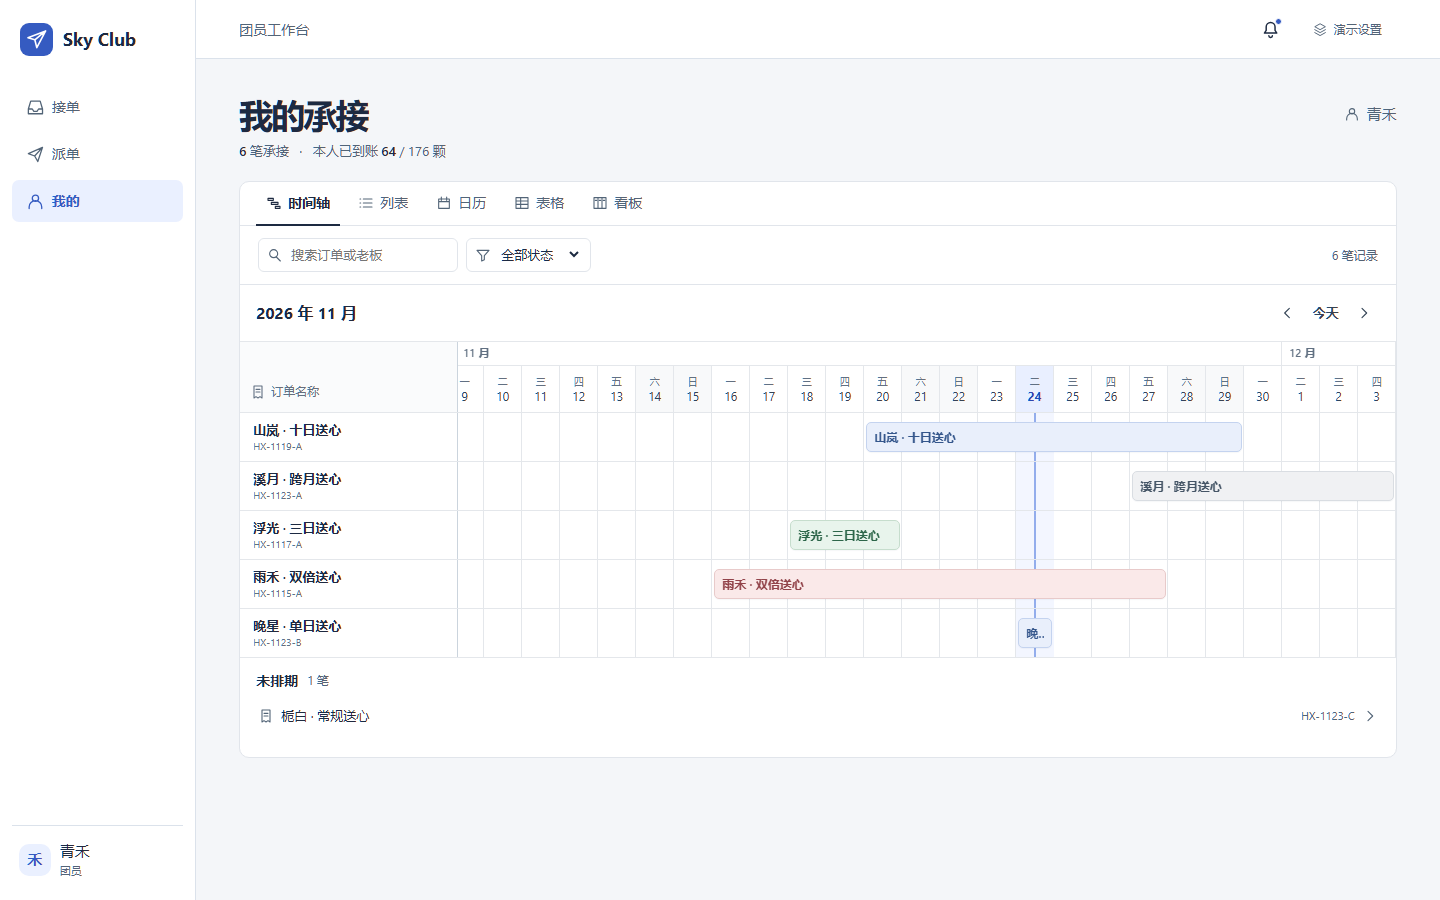 Sky Club
团员工作台
演示设置
接单
派单
我的
我的承接
青禾
6 笔承接 · 本人已到账 64 / 176 颗
时间轴 列表 日历 表格 看板
搜索订单或老板 全部状态 6 笔记录
2026 年 11 月 今天
11 月 12 月
订单名称
一 二 三 四 五 六 日 一 二 三 四 五 六 日 一 二 三 四 五 六 日 一 二 三 四
9 10 11 12 13 14 15 16 17 18 19 20 21 22 23 24 25 26 27 28 29 30 1 2 3
山岚 · 十日送心
HX-1119-A
山岚 · 十日送心
溪月 · 跨月送心
HX-1123-A
溪月 · 跨月送心
浮光 · 三日送心
HX-1117-A
浮光 · 三日送心
雨禾 · 双倍送心
HX-1115-A
雨禾 · 双倍送心
晚星 · 单日送心
HX-1123-B
晚..
未排期 1 笔
栀白 · 常规送心 HX-1123-C
禾
青禾
团员